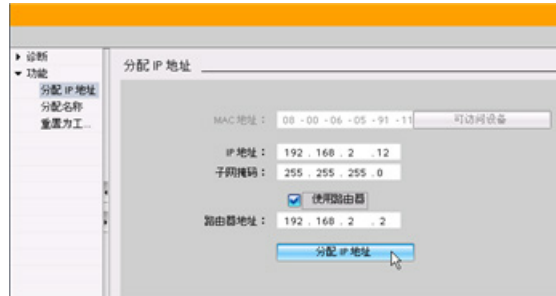 诊断
功能
分配 IP 地址
分配名称
重置为工...
分配 IP 地址
MAC 地址： 08 -00 -06 -05 -91 -11 可访问设备
IP 地址： 192 . 168 . 2 . 12
子网掩码： 255 . 255 . 255 . 0
使用路由器
路由器地址： 192 . 168 . 2 . 2
分配 IP 地址